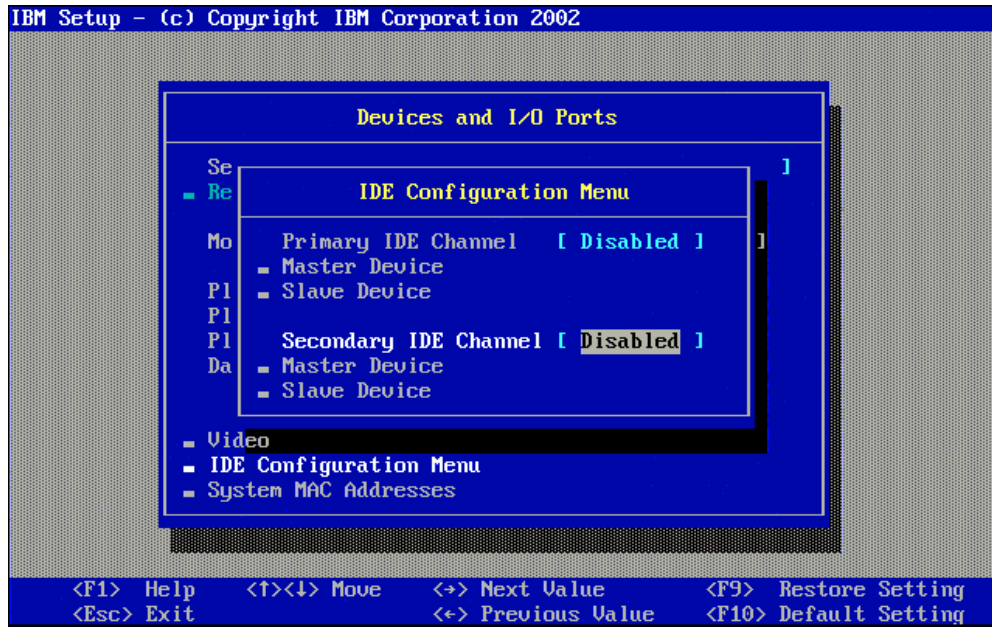 IBM Setup - (c) Copyright IBM Corporation 2002
Devices and I/O Ports
Se ]
Re
IDE Configuration Menu
Mo Primary IDE Channel [ Disabled ] ]
Master Device
Pl Slave Device
Pl
Pl Secondary IDE Channel [ Disabled ]
Da Master Device
Slave Device
Video
IDE Configuration Menu
System MAC Addresses
<F1> Help <↑><↓> Move <→> Next Value <F9> Restore Setting
<Esc> Exit <←> Previous Value <F10> Default Setting